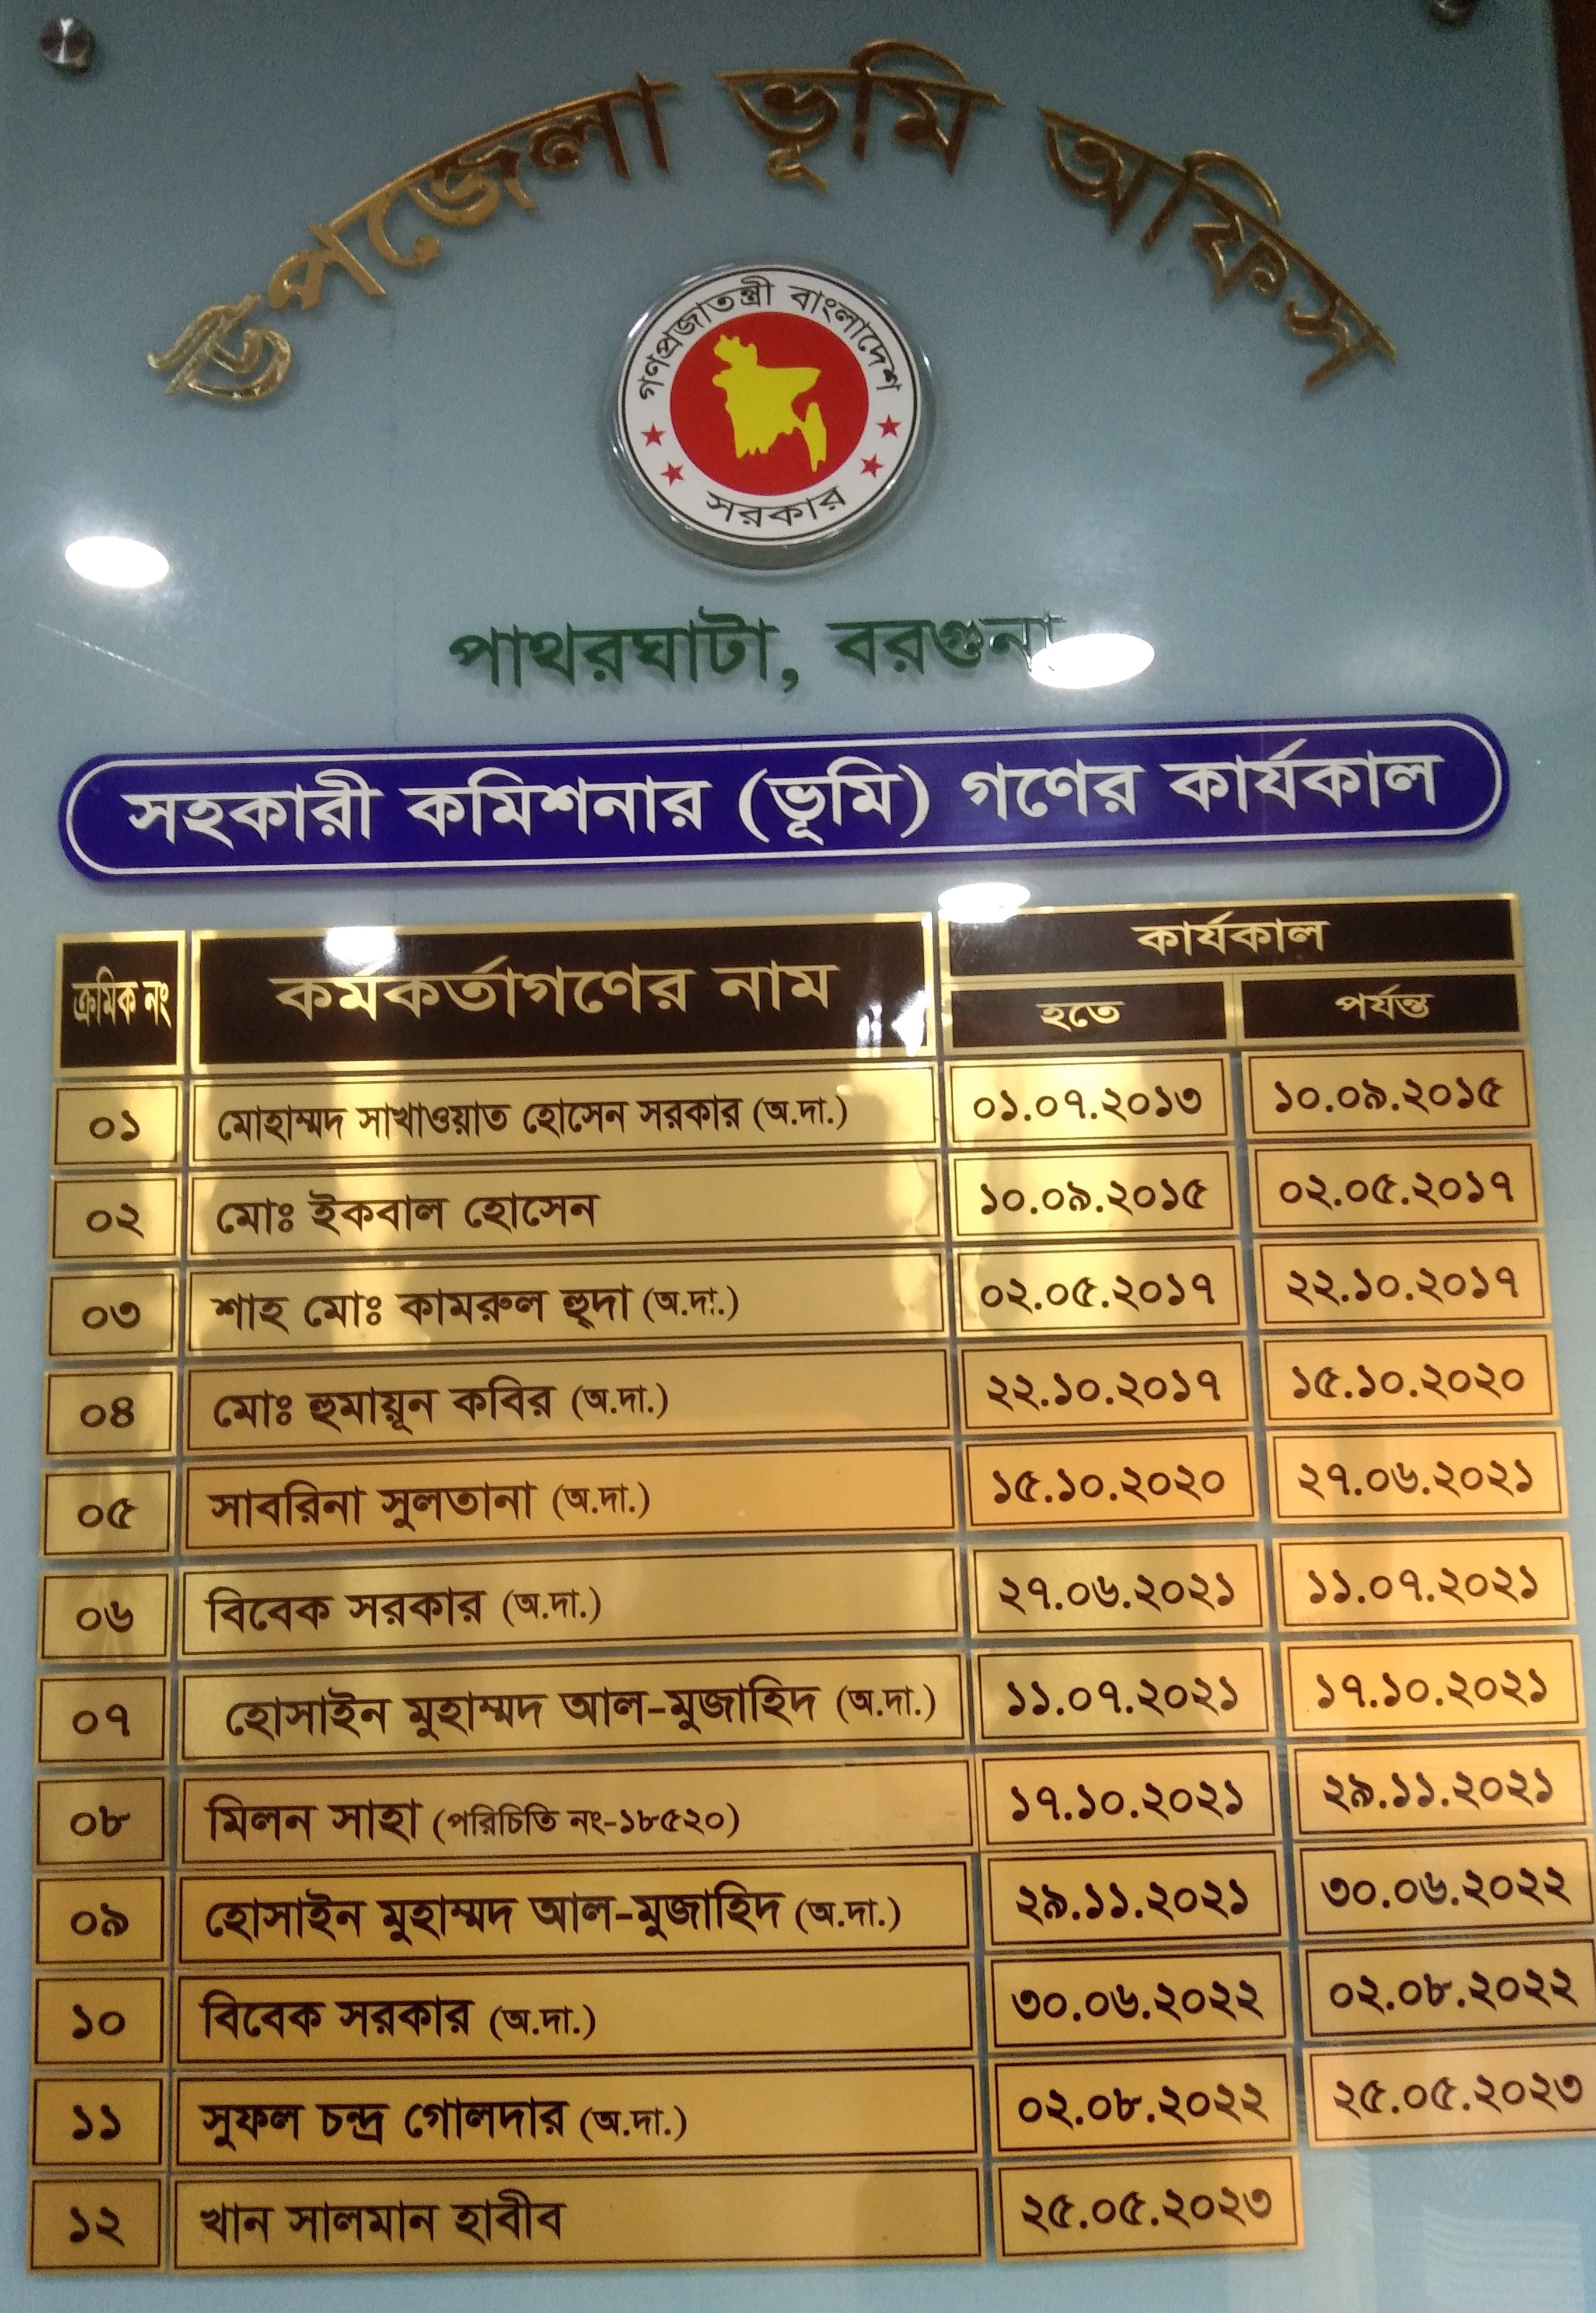 উপজেলা ভূমি অফিস
গণপ্রজাতন্ত্রী বাংলাদেশ
সরকার
পাথরঘাটা, বরগুনা
সহকারী কমিশনার (ভূমি) গণের কার্যকাল
ক্রমিক নং কর্মকর্তাগণের নাম কার্যকাল
হতে পর্যন্ত
০১ মোহাম্মদ সাখাওয়াত হোসেন সরকার (অ.দা.) ০১.০৭.২০১৩ ১০.০৯.২০১৫
০২ মোঃ ইকবাল হোসেন ১০.০৯.২০১৫ ০২.০৫.২০১৭
০৩ শাহ মোঃ কামরুল হুদা (অ.দা.) ০২.০৫.২০১৭ ২২.১০.২০১৭
০৪ মোঃ হুমায়ূন কবির (অ.দা.) ২২.১০.২০১৭ ১৫.১০.২০২০
০৫ সাবরিনা সুলতানা (অ.দা.) ১৫.১০.২০২০ ২৭.০৬.২০২১
০৬ বিবেক সরকার (অ.দা.) ২৭.০৬.২০২১ ১১.০৭.২০২১
০৭ হোসাইন মুহাম্মদ আল-মুজাহিদ (অ.দা.) ১১.০৭.২০২১ ১৭.১০.২০২১
০৮ মিলন সাহা (পরিচিতি নং-১৮৫২০) ১৭.১০.২০২১ ২৯.১১.২০২১
০৯ হোসাইন মুহাম্মদ আল-মুজাহিদ (অ.দা.) ২৯.১১.২০২১ ৩০.০৬.২০২২
১০ বিবেক সরকার (অ.দা.) ৩০.০৬.২০২২ ০২.০৮.২০২২
১১ সুফল চন্দ্র গোলদার (অ.দা.) ০২.০৮.২০২২ ২৫.০৫.২০২৩
১২ খান সালমান হাবীব ২৫.০৫.২০২৩